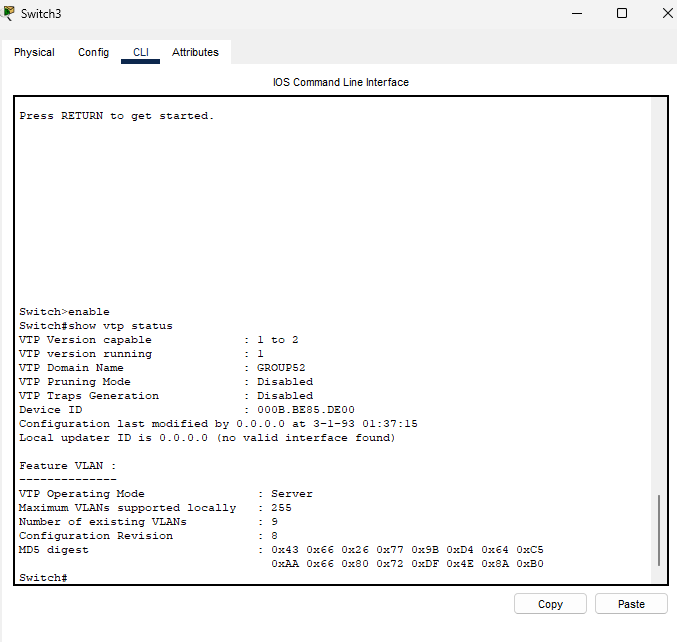 Switch3
Physical Config CLI Attributes
IOS Command Line Interface
Press RETURN to get started.
Switch>enable
Switch#show vtp status
VTP Version capable : 1 to 2
VTP version running : 1
VTP Domain Name : GROUP52
VTP Pruning Mode : Disabled
VTP Traps Generation : Disabled
Device ID : 000B.BE85.DE00
Configuration last modified by 0.0.0.0 at 3-1-93 01:37:15
Local updater ID is 0.0.0.0 (no valid interface found)
Feature VLAN :
--------------
VTP Operating Mode : Server
Maximum VLANs supported locally : 255
Number of existing VLANs : 9
Configuration Revision : 8
MD5 digest : 0x43 0x66 0x26 0x77 0x9B 0xD4 0x64 0xC5
0xAA 0x66 0x80 0x72 0xDF 0x4E 0x8A 0xB0
Switch#
Copy Paste